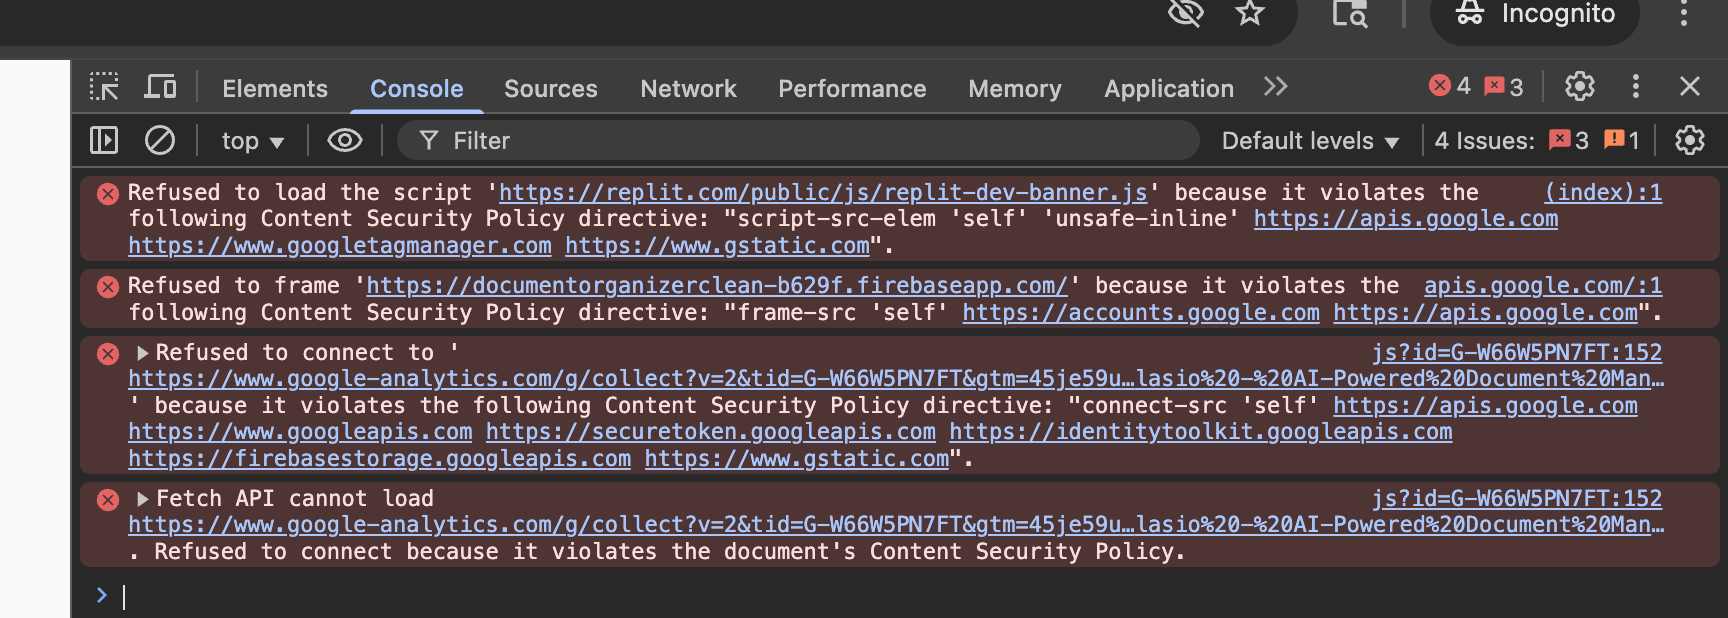 Incognito
Elements Console Sources Network Performance Memory Application 4 3
top Filter Default levels 4 Issues: 3 1
Refused to load the script 'https://replit.com/public/js/replit-dev-banner.js' because it violates the (index):1
following Content Security Policy directive: "script-src-elem 'self' 'unsafe-inline' https://apis.google.com
https://www.googletagmanager.com https://www.gstatic.com".
Refused to frame 'https://documentorganizerclean-b629f.firebaseapp.com/' because it violates the apis.google.com/:1
following Content Security Policy directive: "frame-src 'self' https://accounts.google.com https://apis.google.com".
Refused to connect to ' js?id=G-W66W5PN7FT:152
https://www.google-analytics.com/g/collect?v=2&tid=G-W66W5PN7FT&gtm=45je59u…lasio%20-%20AI-Powered%20Document%20Man…
' because it violates the following Content Security Policy directive: "connect-src 'self' https://apis.google.com
https://www.googleapis.com https://securetoken.googleapis.com https://identitytoolkit.googleapis.com
https://firebasestorage.googleapis.com https://www.gstatic.com".
Fetch API cannot load js?id=G-W66W5PN7FT:152
https://www.google-analytics.com/g/collect?v=2&tid=G-W66W5PN7FT&gtm=45je59u…lasio%20-%20AI-Powered%20Document%20Man…
. Refused to connect because it violates the document's Content Security Policy.